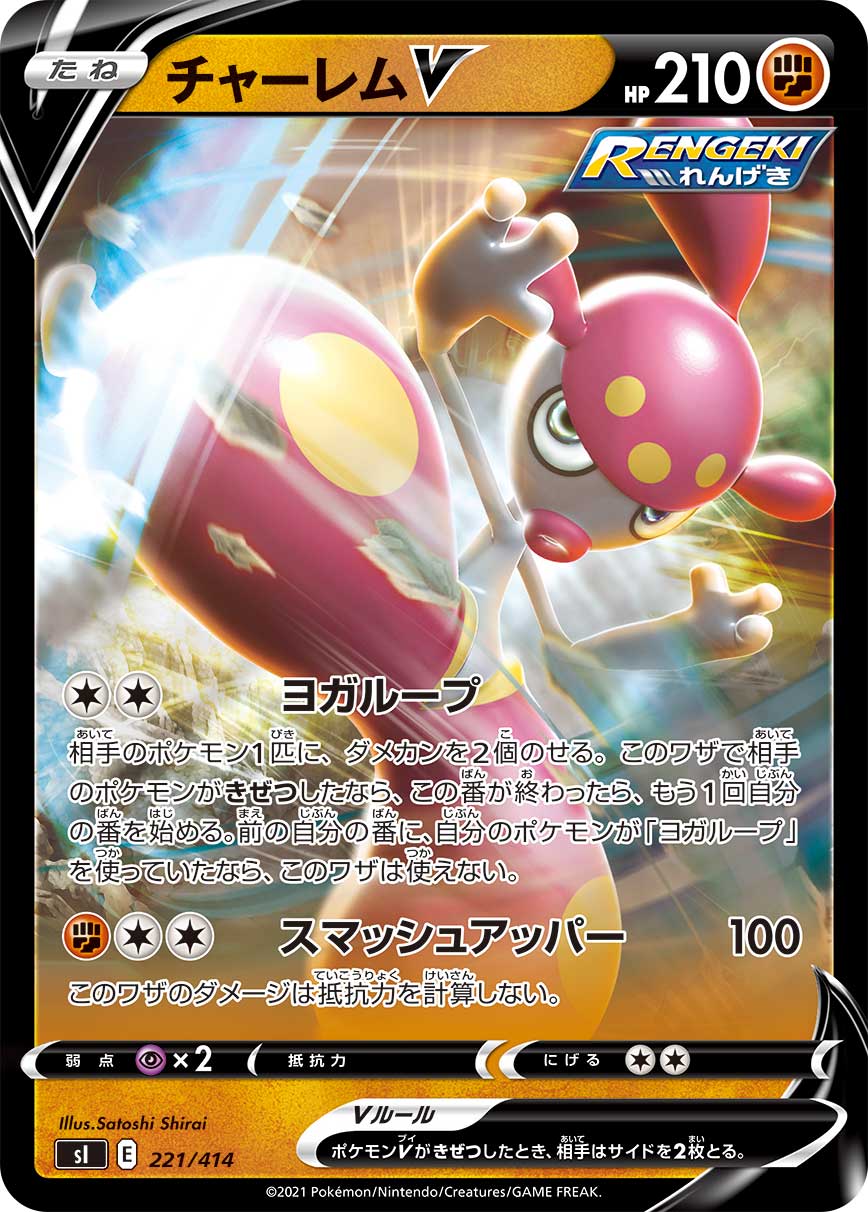 たね
チャーレムV
HP 210
RENGEKI
れんげき
ヨガループ
相手のポケモン1匹に、ダメカンを2個のせる。このワザで相手
のポケモンがきぜつしたなら、この番が終わったら、もう1回自分
の番を始める。前の自分の番に、自分のポケモンが「ヨガループ」
を使っていたなら、このワザは使えない。
スマッシュアッパー 100
このワザのダメージは抵抗力を計算しない。
弱点 ×2 抵抗力 にげる
Illus.Satoshi Shirai
Vルール
ポケモンVがきぜつしたとき、相手はサイドを2枚とる。
sI E 221/414
©2021 Pokémon/Nintendo/Creatures/GAME FREAK.